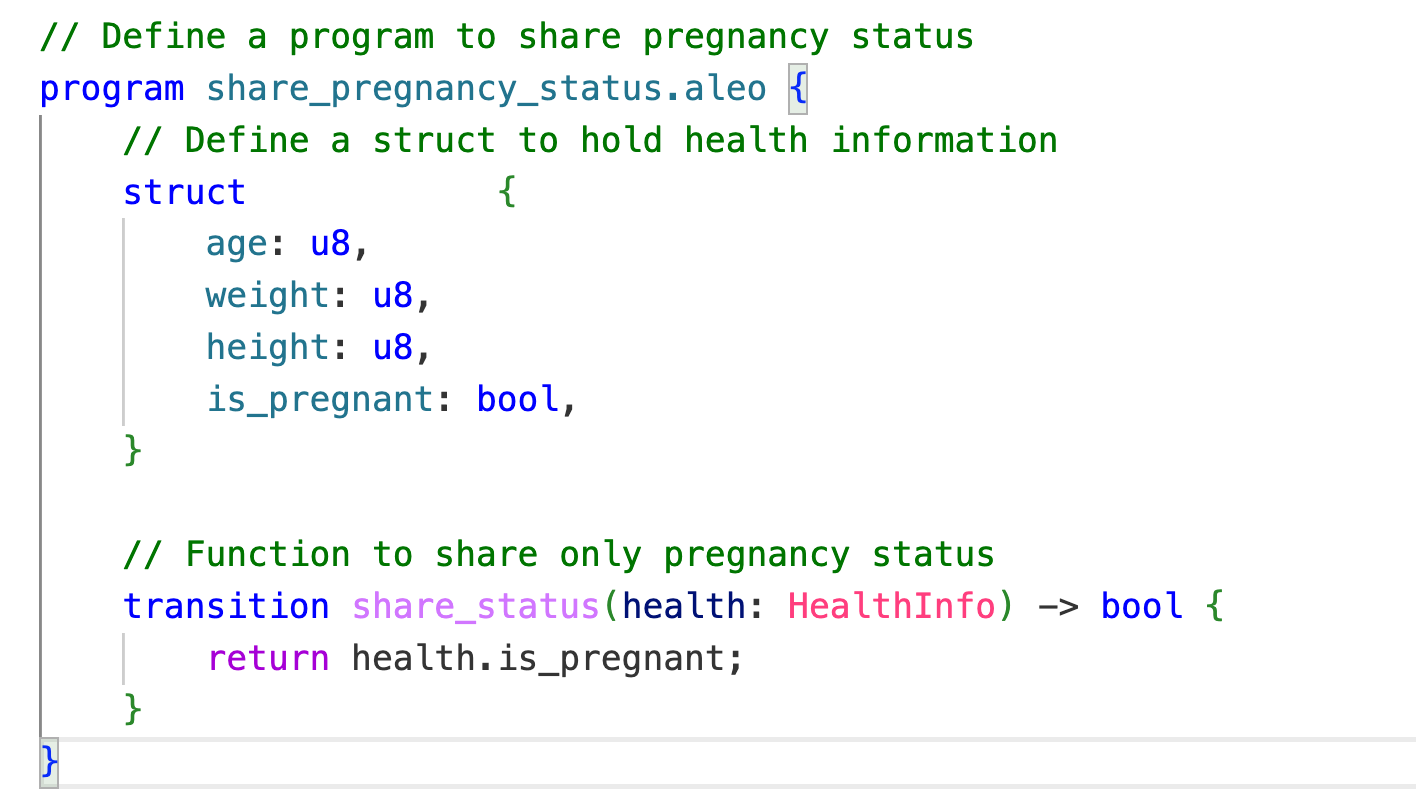 // Define a program to share pregnancy status
program share_pregnancy_status.aleo {
// Define a struct to hold health information
struct {
age: u8,
weight: u8,
height: u8,
is_pregnant: bool,
}
// Function to share only pregnancy status
transition share_status(health: HealthInfo) -> bool {
return health.is_pregnant;
}
}